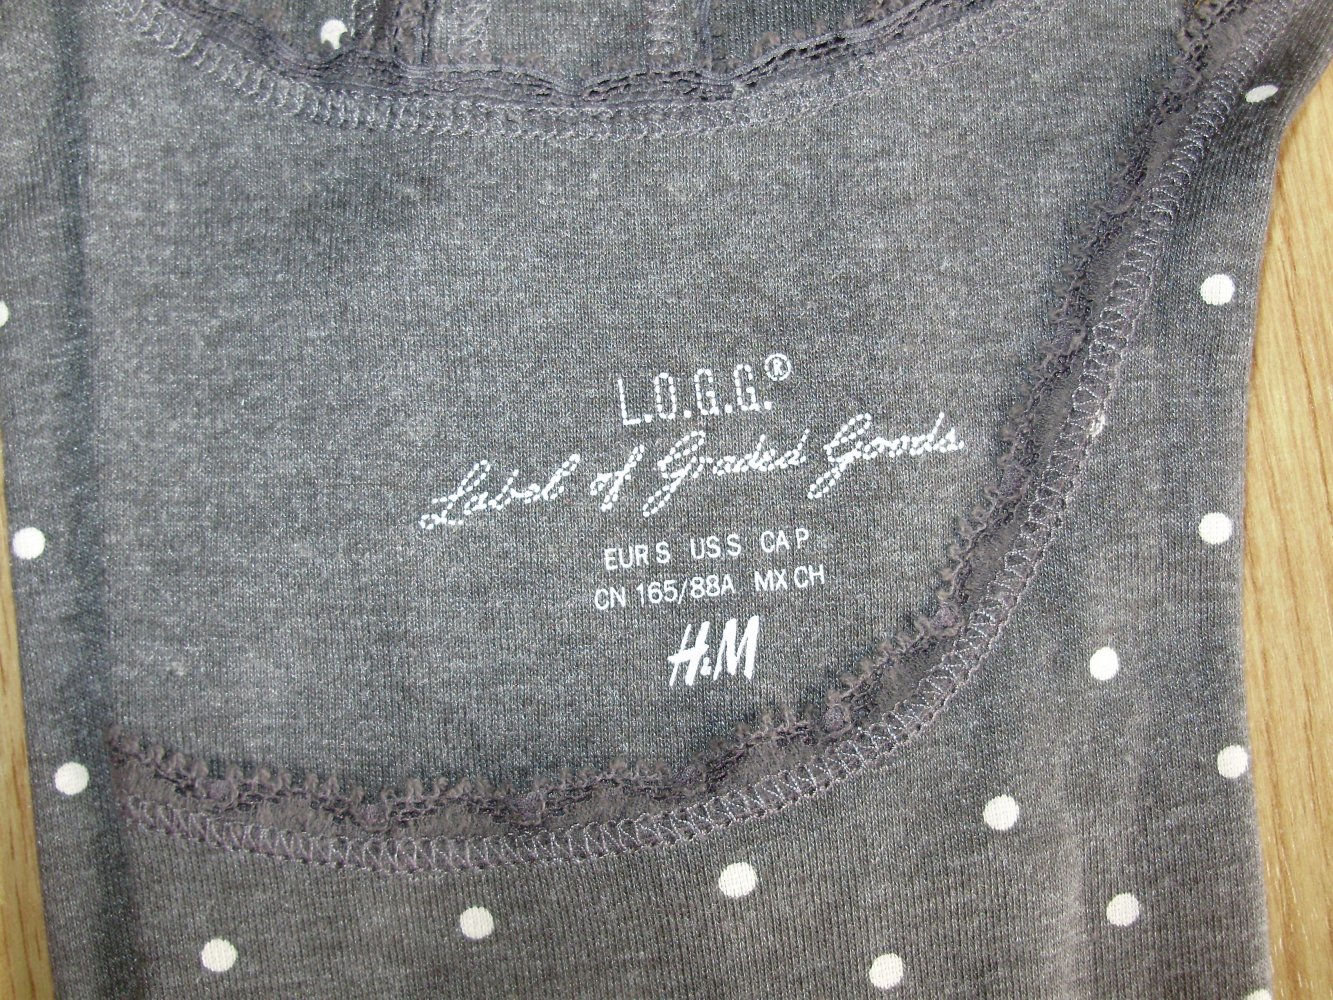 L.O.G.G.®
Label of Graded Goods
EUR S US S CA P
CN 165/88A MX CH
H&M